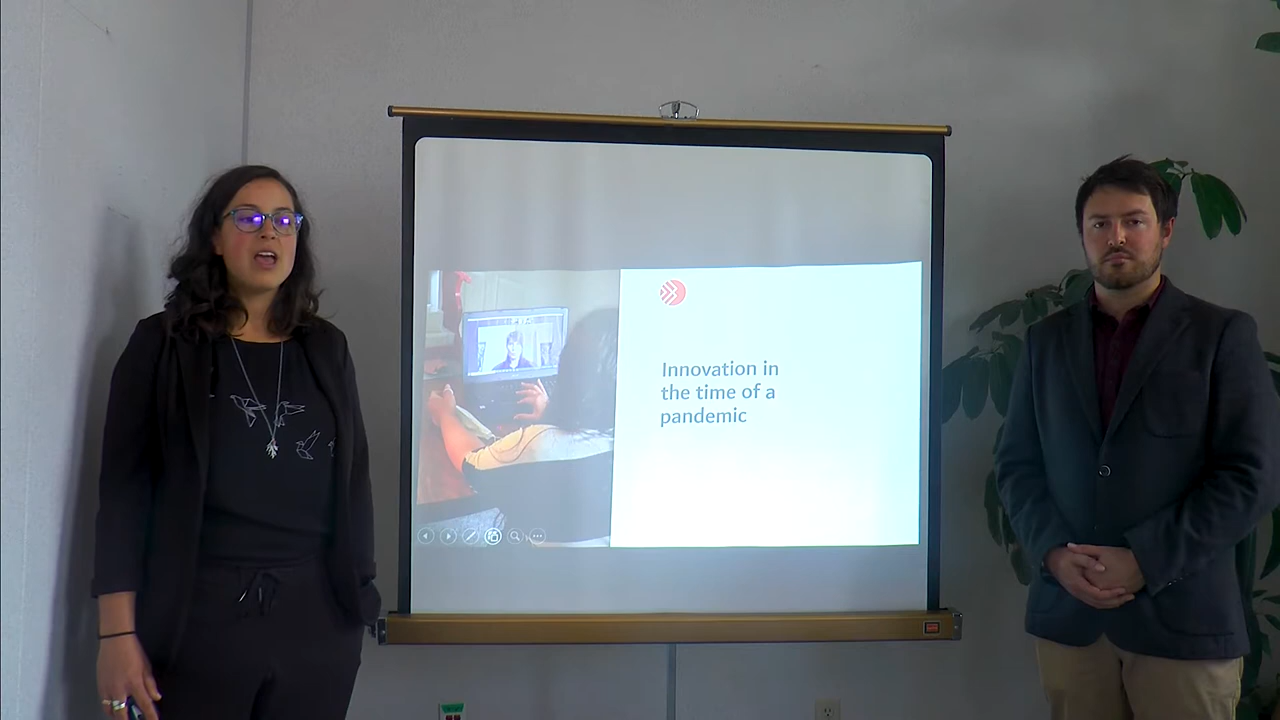 Innovation in
the time of a
pandemic